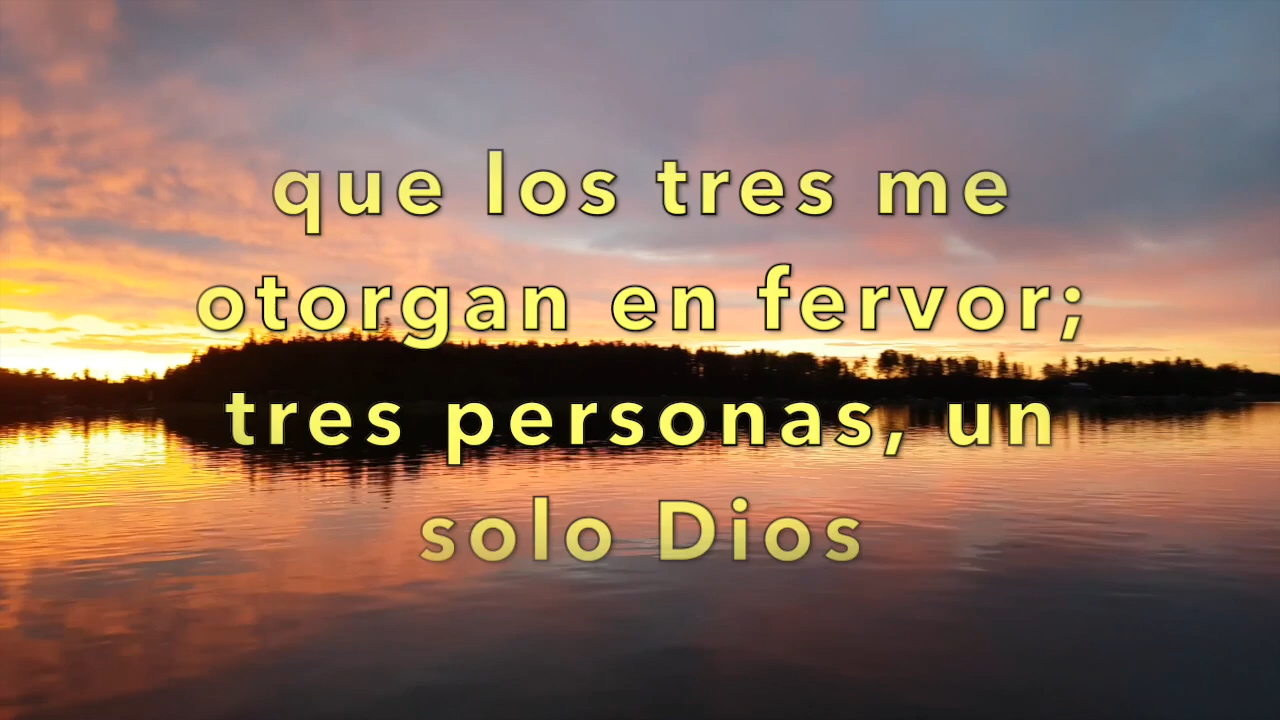 que los tres me
otorgan en fervor;
tres personas, un
solo Dios